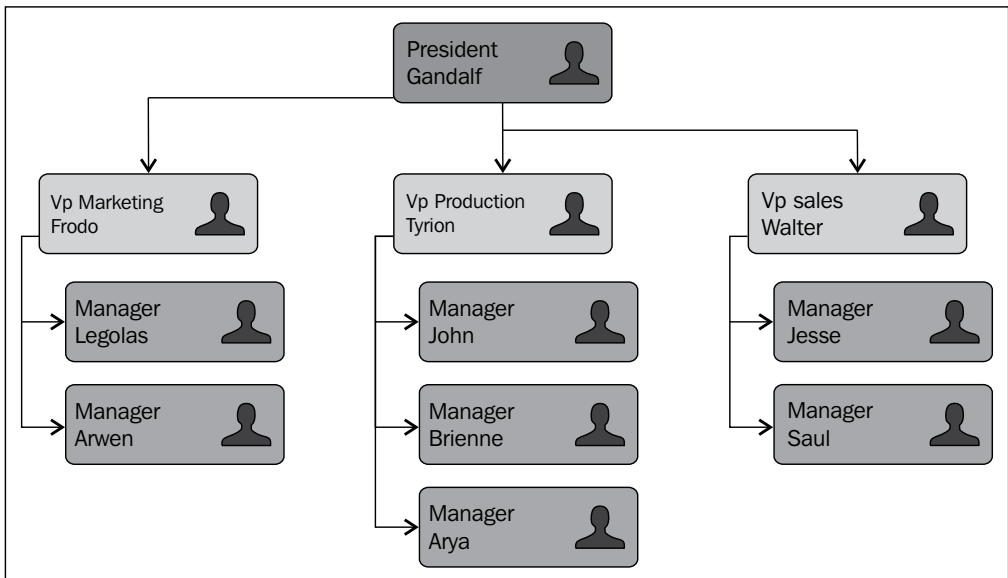 President
Gandalf
Vp Marketing
Frodo
Vp Production
Tyrion
Vp sales
Walter
Manager
Legolas
Manager
John
Manager
Jesse
Manager
Arwen
Manager
Brienne
Manager
Saul
Manager
Arya